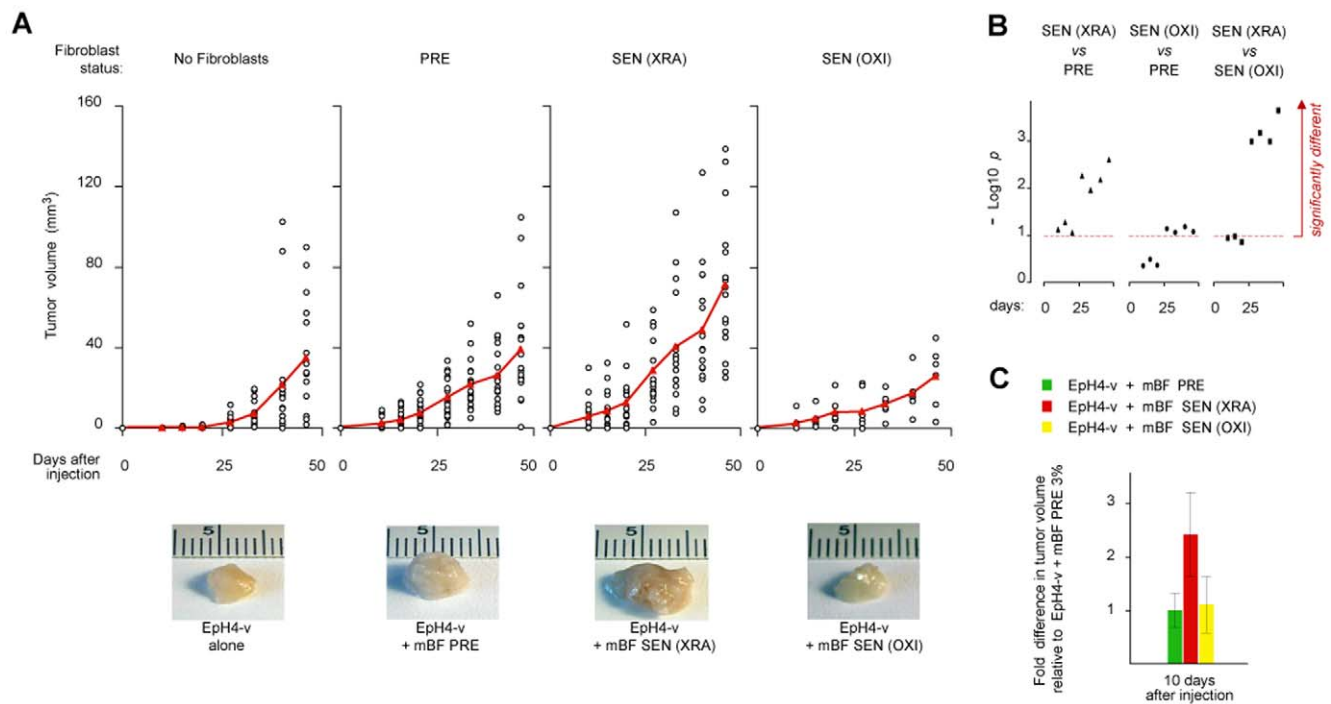 A
Fibroblast
status:
No Fibroblasts
PRE
SEN (XRA)
SEN (OXI)
Tumor volume (mm³)
160
120
80
40
0
Days after
injection
0 25 50
0 25 50
0 25 50
0 25 50
5
5
5
5
EpH4-v
alone
EpH4-v
+ mBF PRE
EpH4-v
+ mBF SEN (XRA)
EpH4-v
+ mBF SEN (OXI)
B
SEN (XRA)
vs
PRE
SEN (OXI)
vs
PRE
SEN (XRA)
vs
SEN (OXI)
- Log10 p
3
2
1
0
significantly different
days: 0 25 0 25 0 25
C
EpH4-v + mBF PRE
EpH4-v + mBF SEN (XRA)
EpH4-v + mBF SEN (OXI)
Fold difference in tumor volume
relative to EpH4-v + mBF PRE 3%
3
2
1
10 days
after injection